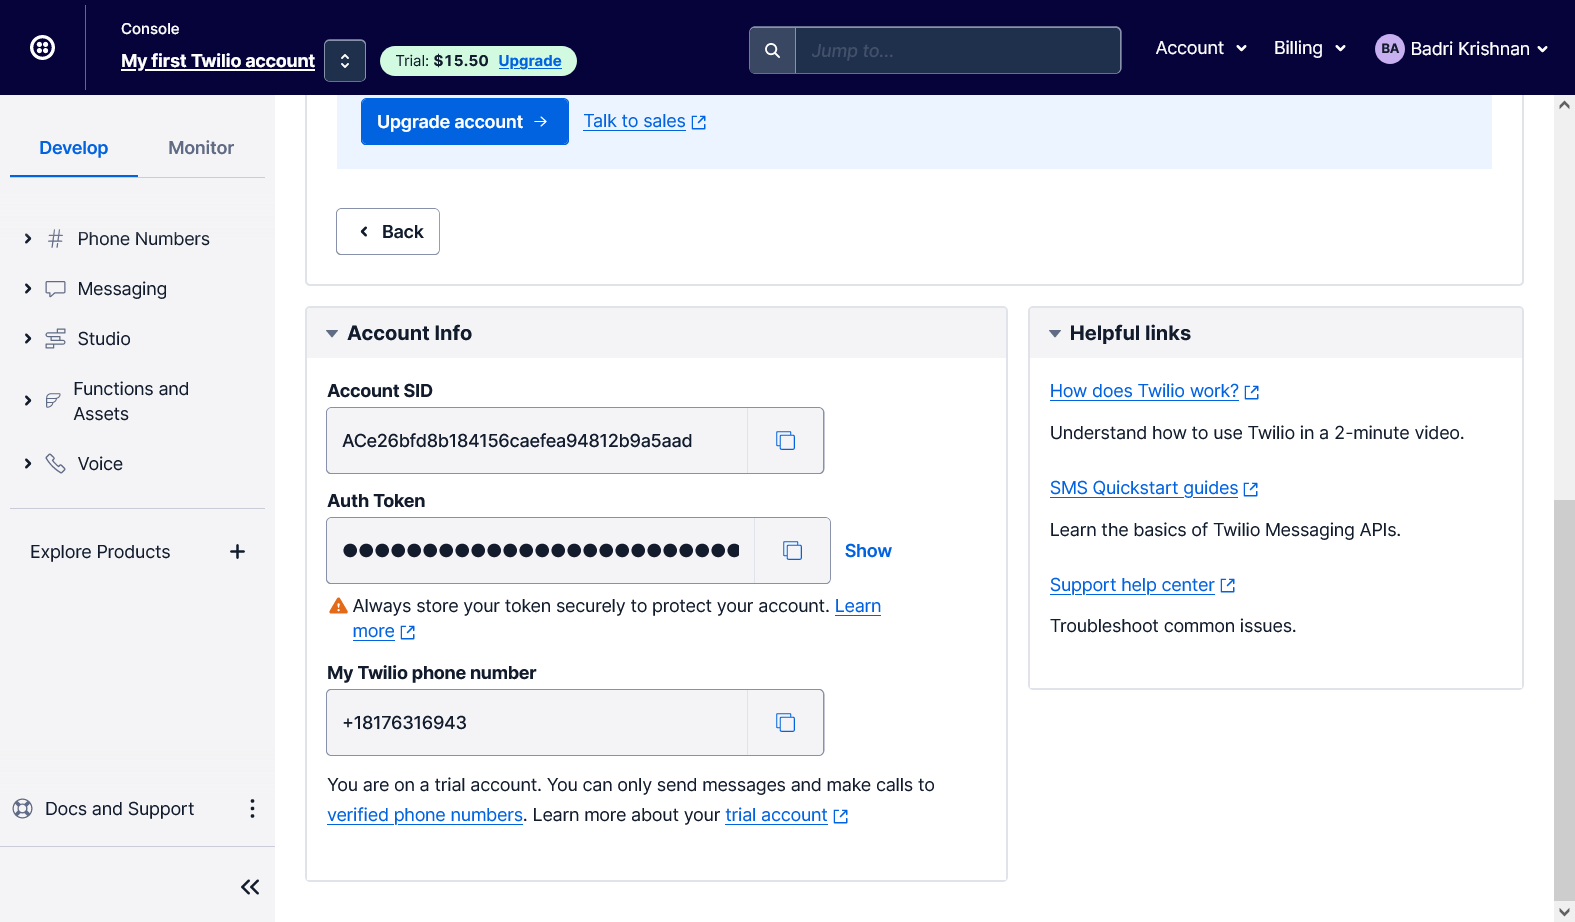 Console
My first Twilio account
Trial: $15.50 Upgrade
Jump to...
Account
Billing
BA Badri Krishnan
Develop
Monitor
Phone Numbers
Messaging
Studio
Functions and
Assets
Voice
Explore Products
Docs and Support
Upgrade account
Talk to sales
Back
Account Info
Account SID
ACe26bfd8b184156caefea94812b9a5aad
Auth Token
Show
Always store your token securely to protect your account. Learn
more
My Twilio phone number
+18176316943
You are on a trial account. You can only send messages and make calls to
verified phone numbers. Learn more about your trial account
Helpful links
How does Twilio work?
Understand how to use Twilio in a 2-minute video.
SMS Quickstart guides
Learn the basics of Twilio Messaging APIs.
Support help center
Troubleshoot common issues.